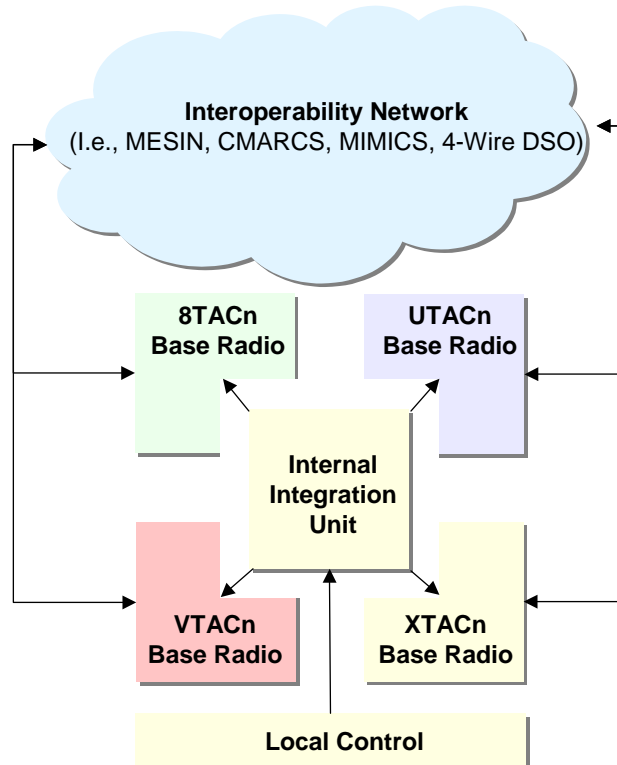 Interoperability Network
(I.e., MESIN, CMARCS, MIMICS, 4-Wire DSO)
8TACn
Base Radio
UTACn
Base Radio
Internal
Integration
Unit
VTACn
Base Radio
XTACn
Base Radio
Local Control